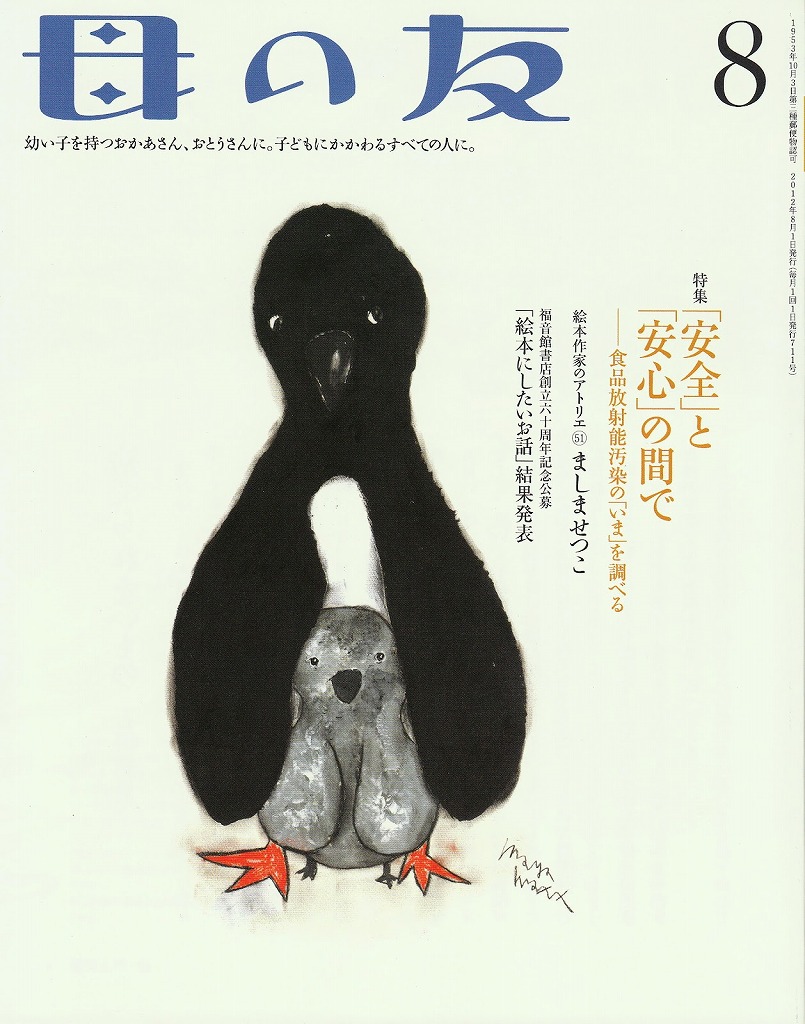 母の友
8
幼い子を持つおかあさん、おとうさんに。子どもにかかわるすべての人に。
1953年10月3日第三種郵便物認可 2012年8月1日発行(毎月1回1日発行711号)
特集
「安全」と
「安心」の間で
──食品放射能汚染の「いま」を調べる
絵本作家のアトリエ㊿ ましませつこ
福音館書店創立六十周年記念公募
「絵本にしたいお話」結果発表
maya
maxx